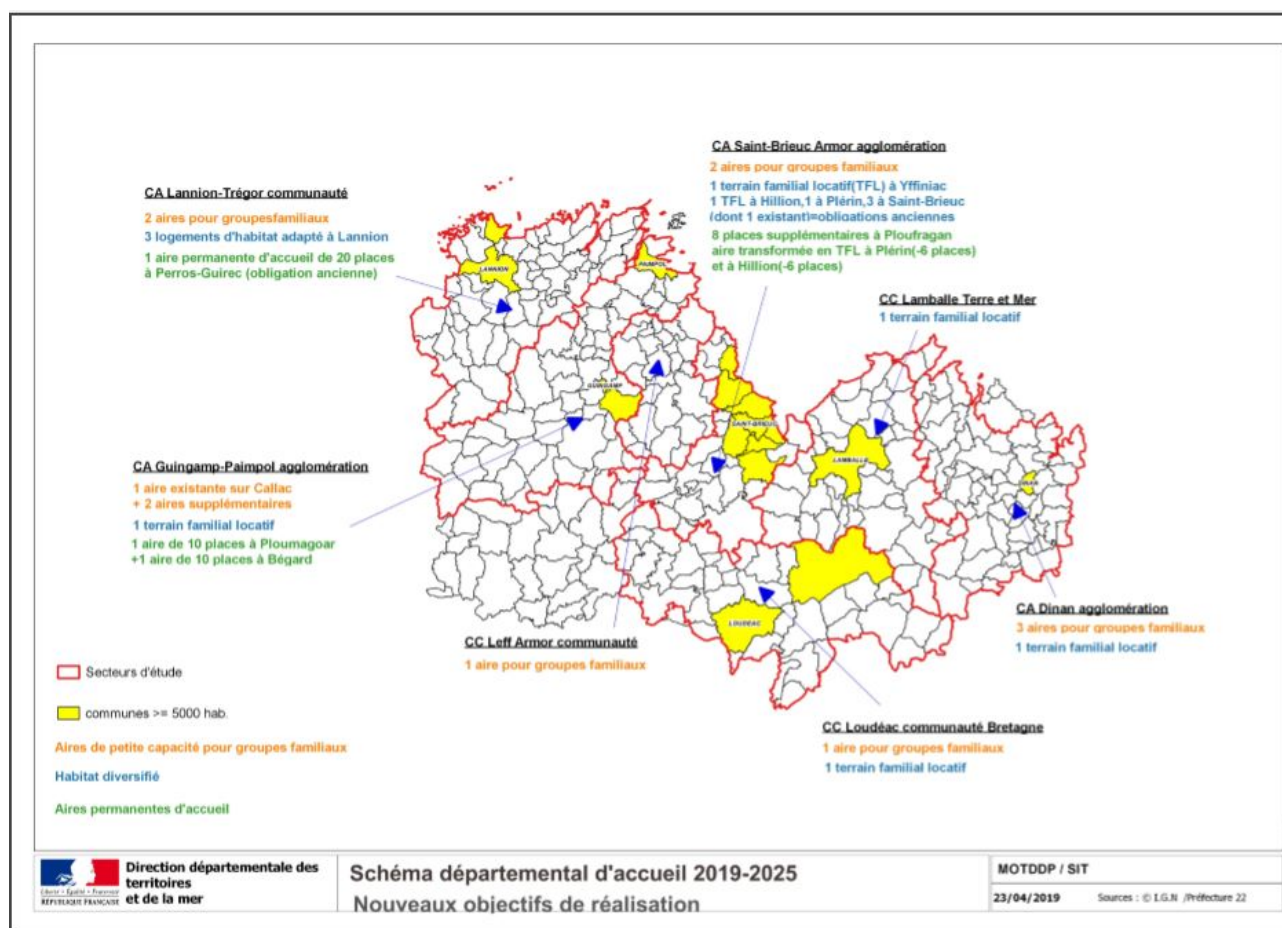 CA Saint-Brieuc Armor agglomération
2 aires pour groupes familiaux
1 terrain familial locatif(TFL) à Yffiniac
1 TFL à Hillion,1 à Plérin,3 à Saint-Brieuc
(dont 1 existant)=obligations anciennes
8 places supplémentaires à Ploufragan
aire transformée en TFL à Plérin(-6 places)
et à Hillion(-6 places)
CA Lannion-Trégor communauté
2 aires pour groupesfamiliaux
3 logements d'habitat adapté à Lannion
1 aire permanente d'accueil de 20 places
à Perros-Guirec (obligation ancienne)
CC Lamballe Terre et Mer
1 terrain familial locatif
LANNION
PAIMPOL
GUINGAMP
SAINT-BRIEUC
LAMBALLE
DINAN
LOUDEAC
CA Guingamp-Paimpol agglomération
1 aire existante sur Callac
+ 2 aires supplémentaires
1 terrain familial locatif
1 aire de 10 places à Ploumagoar
+1 aire de 10 places à Bégard
CC Leff Armor communauté
1 aire pour groupes familiaux
CA Dinan agglomération
3 aires pour groupes familiaux
1 terrain familial locatif
CC Loudéac communauté Bretagne
1 aire pour groupes familiaux
1 terrain familial locatif
Secteurs d'étude
communes >= 5000 hab.
Aires de petite capacité pour groupes familiaux
Habitat diversifié
Aires permanentes d'accueil
Liberté • Égalité • Fraternité
RÉPUBLIQUE FRANÇAISE
Direction départementale des
territoires
et de la mer
Schéma départemental d'accueil 2019-2025
Nouveaux objectifs de réalisation
MOTDDP / SIT
23/04/2019
Sources : © I.G.N /Préfecture 22